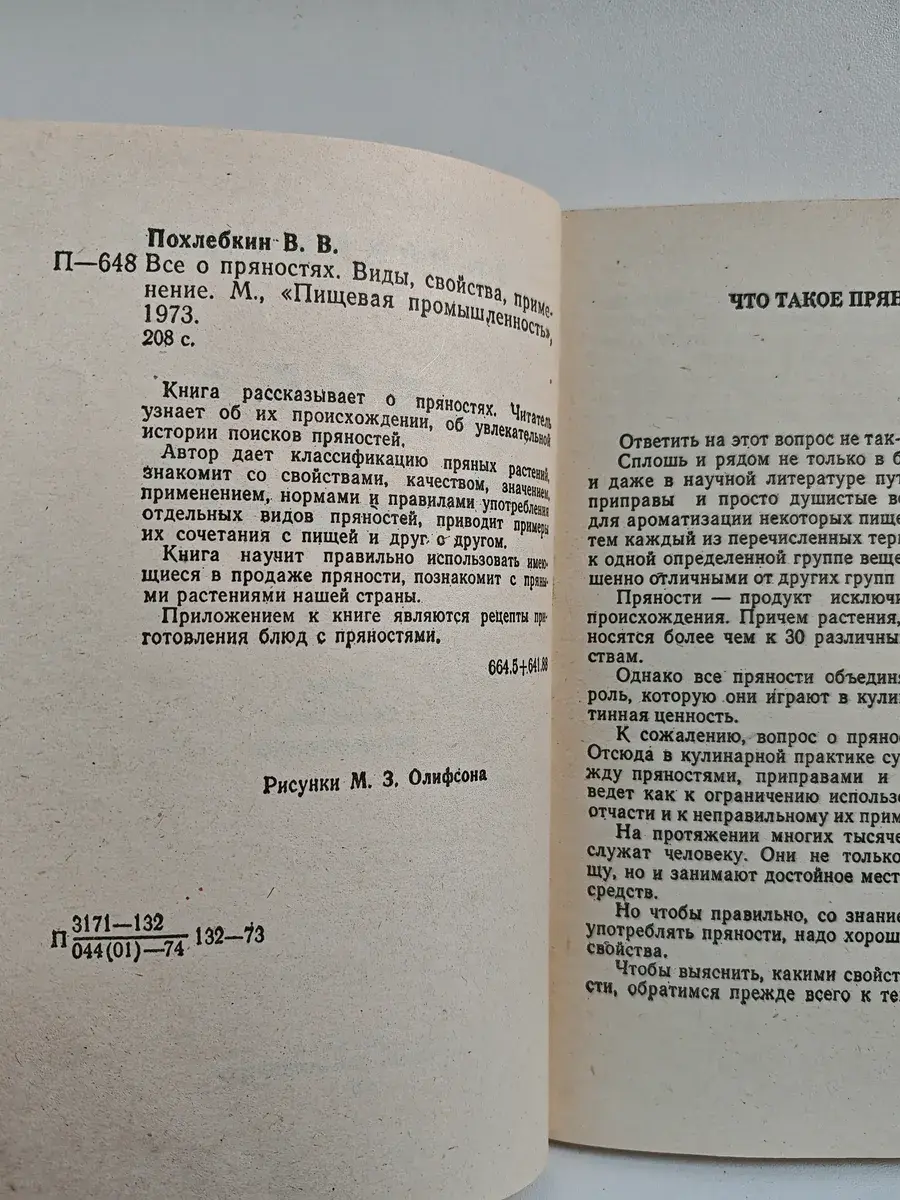 Похлебкин В. В.
П—648 Все о пряностях. Виды, свойства, приме-
нение. М., «Пищевая промышленность»,
1973.
208 с.
Книга рассказывает о пряностях. Читатель
узнает об их происхождении, об увлекательной
истории поисков пряностей.
Автор дает классификацию пряных растений,
знакомит со свойствами, качеством, значением,
применением, нормами и правилами употребления
отдельных видов пряностей, приводит примеры
их сочетания с пищей и друг с другом.
Книга научит правильно использовать имею-
щиеся в продаже пряности, познакомит с пряны-
ми растениями нашей страны.
Приложением к книге являются рецепты при-
готовления блюд с пряностями.
664.5+641.88
Рисунки М. З. Олифсона
П 3171—132
044(01)—74 132—73
ЧТО ТАКОЕ ПРЯН
Ответить на этот вопрос не так-
Сплошь и рядом не только в б
и даже в научной литературе пут
приправы и просто душистые ве
для ароматизации некоторых пище
тем каждый из перечисленных тер
к одной определенной группе веще
шенно отличными от других групп
Пряности — продукт исключи
происхождения. Причем растения,
носятся более чем к 30 различны
ствам.
Однако все пряности объединя
роль, которую они играют в кули
тинная ценность.
К сожалению, вопрос о прянос
Отсюда в кулинарной практике су
жду пряностями, приправами и
ведет как к ограничению использо
отчасти и к неправильному их прим
На протяжении многих тысяче
служат человеку. Они не только
щу, но и занимают достойное мест
средств.
Но чтобы правильно, со знание
употреблять пряности, надо хорош
свойства.
Чтобы выяснить, какими свойст
сти, обратимся прежде всего к те